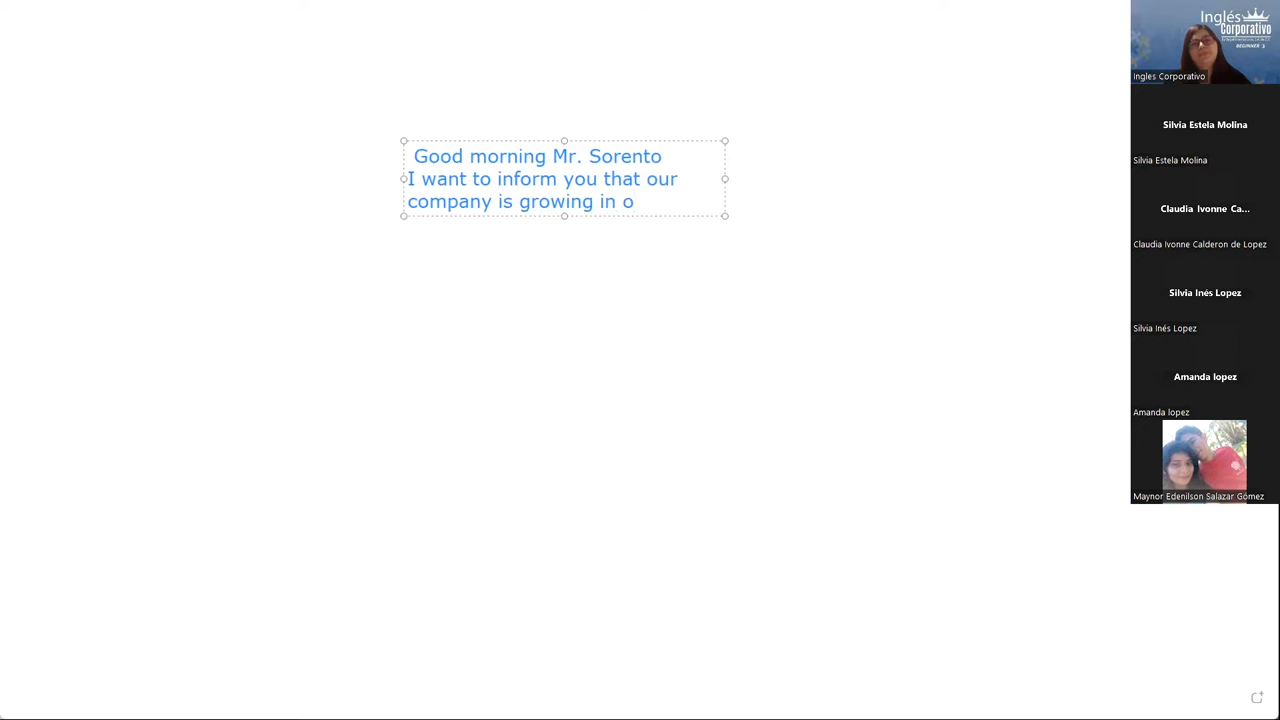 Inglés
Corporativo
BEGINNER 3
Ingles Corporativo
Good morning Mr. Sorento
I want to inform you that our
company is growing in o
Silvia Estela Molina
Silvia Estela Molina
Claudia Ivonne Ca...
Claudia Ivonne Calderon de Lopez
Silvia Inés Lopez
Silvia Inés Lopez
Amanda lopez
Amanda lopez
Maynor Edenilson Salazar Gómez